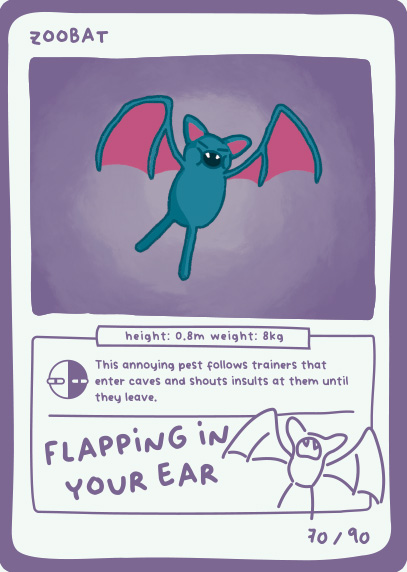 ZOOBAT
height: 0.8m weight: 8kg
This annoying pest follows trainers that
enter caves and shouts insults at them until
they leave.
FLAPPiNG iN
YOUR EAR
70 / 90